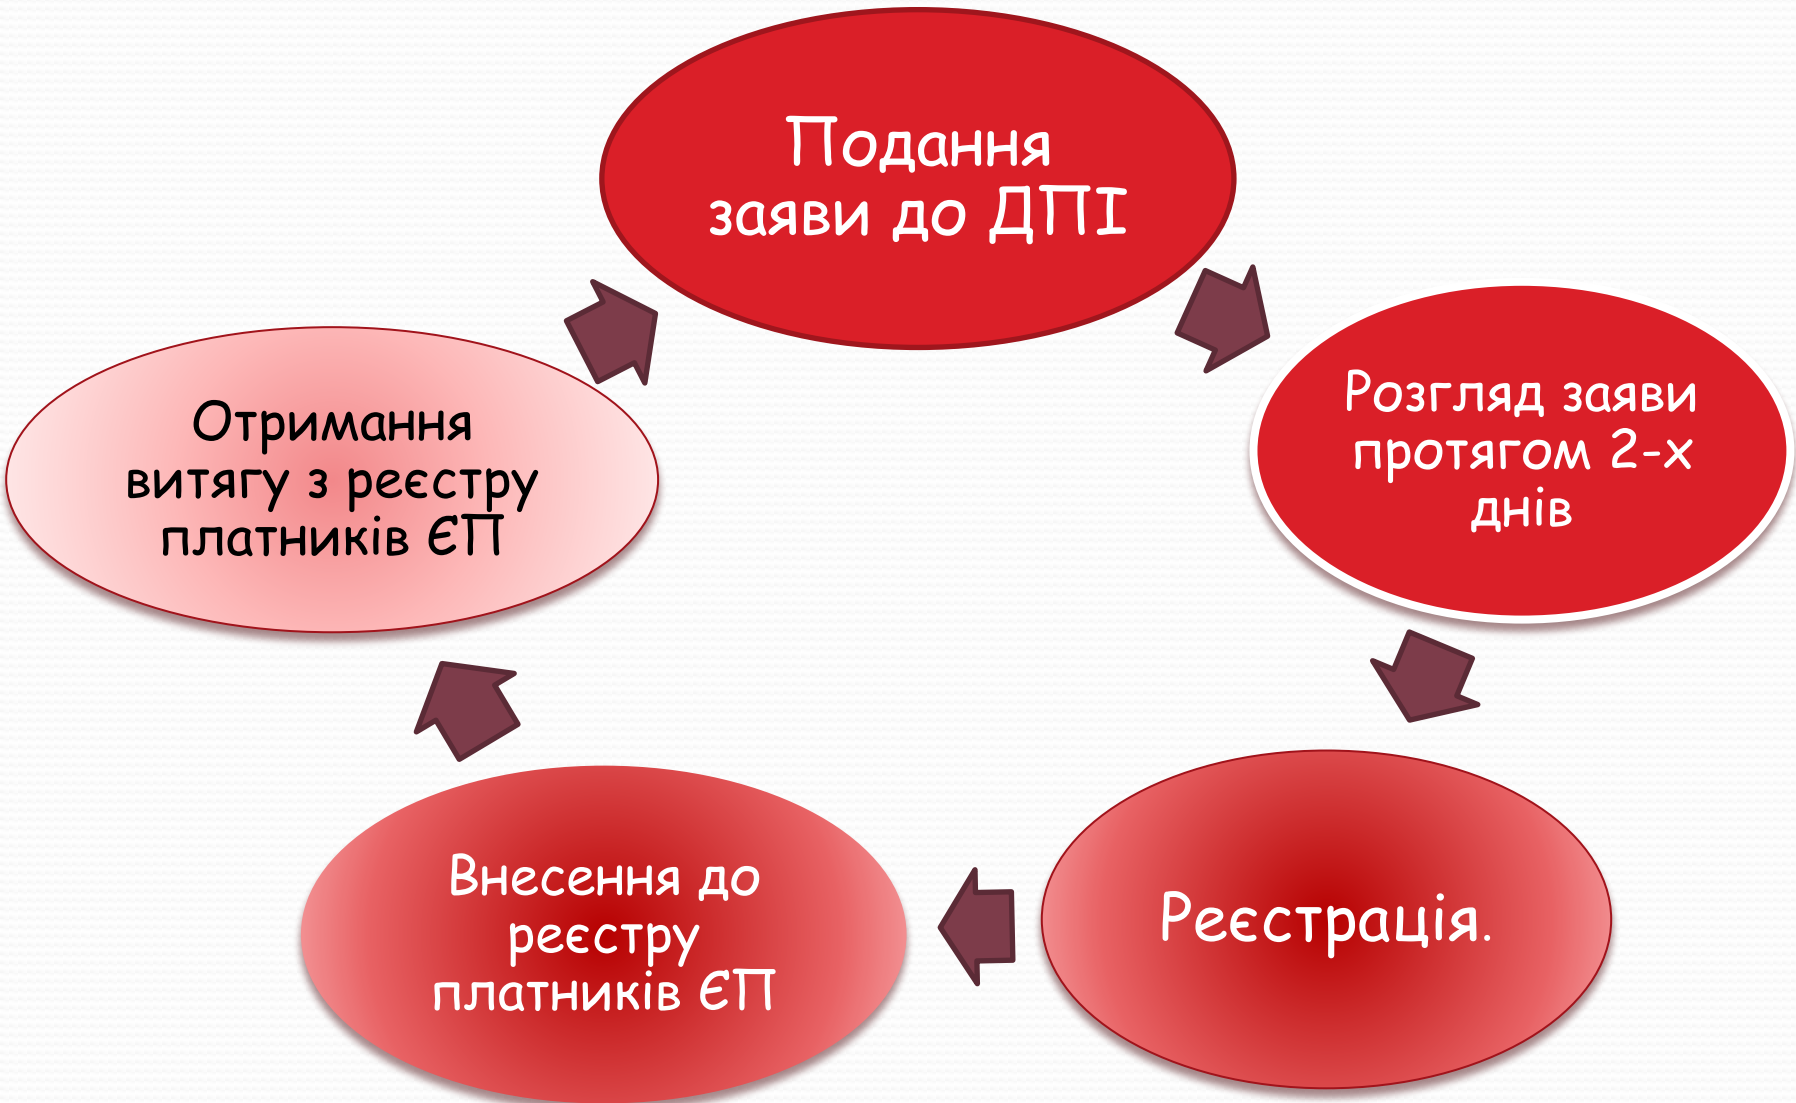 Подання
заяви до ДПІ
Розгляд заяви
протягом 2-х
днів
Реєстрація.
Внесення до
реєстру
платників ЄП
Отримання
витягу з реєстру
платників ЄП